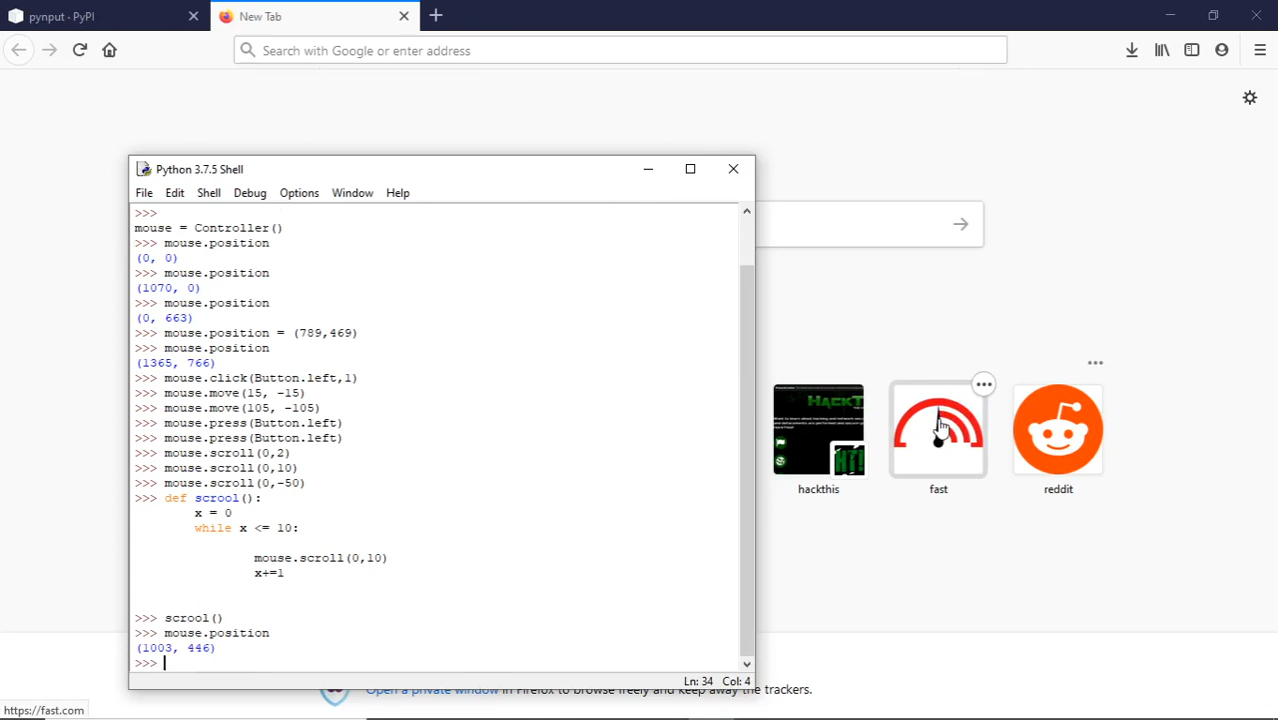 pynput - PyPI
New Tab
Search with Google or enter address
Python 3.7.5 Shell
File Edit Shell Debug Options Window Help
>>>
mouse = Controller()
>>> mouse.position
(0, 0)
>>> mouse.position
(1070, 0)
>>> mouse.position
(0, 663)
>>> mouse.position = (789,469)
>>> mouse.position
(1365, 766)
>>> mouse.click(Button.left,1)
>>> mouse.move(15, -15)
>>> mouse.move(105, -105)
>>> mouse.press(Button.left)
>>> mouse.press(Button.left)
>>> mouse.scroll(0,2)
>>> mouse.scroll(0,10)
>>> mouse.scroll(0,-50)
>>> def scrool():
x = 0
while x <= 10:
mouse.scroll(0,10)
x+=1
>>> scrool()
>>> mouse.position
(1003, 446)
>>>
Ln: 34 Col: 4
HackT
HT!
hackthis
fast
reddit
Open a private window in Firefox to browse freely and keep away the trackers.
https://fast.com